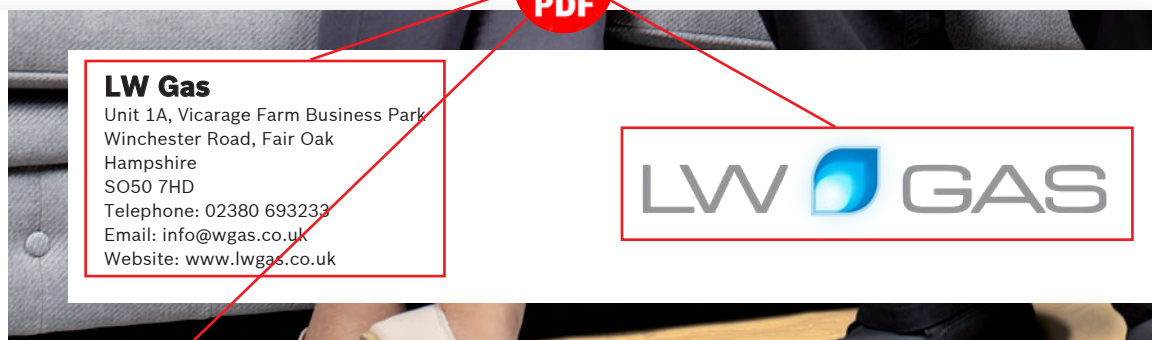 PDF
LW Gas
Unit 1A, Vicarage Farm Business Park
Winchester Road, Fair Oak
Hampshire
SO50 7HD
Telephone: 02380 693233
Email: info@wgas.co.uk
Website: www.lwgas.co.uk
LW GAS